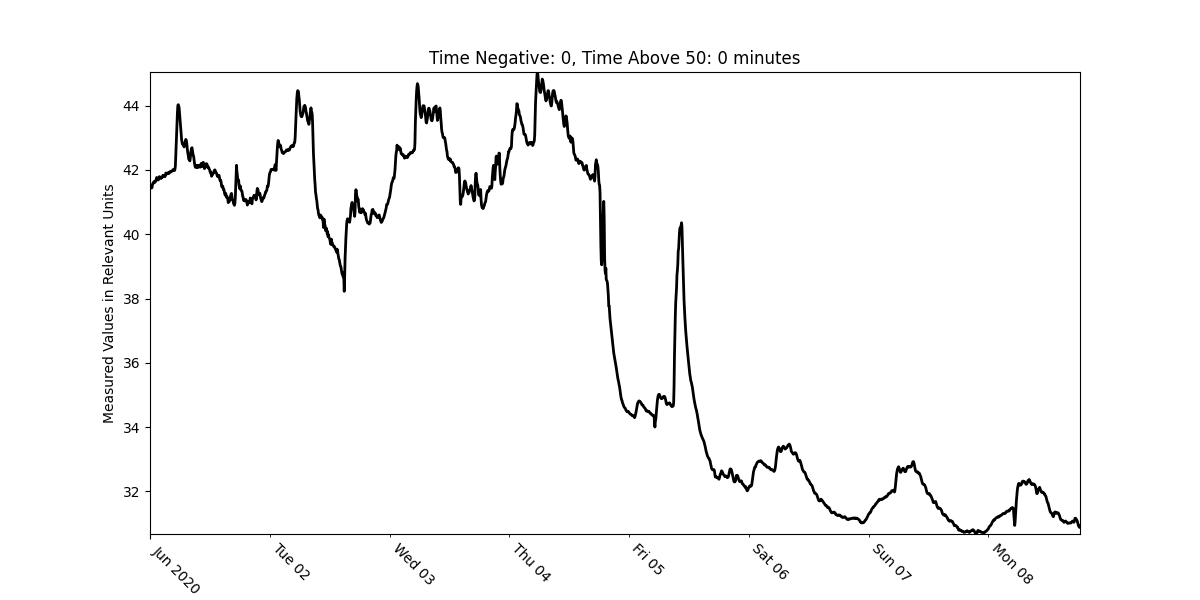 Time Negative: 0, Time Above 50: 0 minutes
Measured Values in Relevant Units
44
42
40
38
36
34
32
Jun 2020
Tue 02
Wed 03
Thu 04
Fri 05
Sat 06
Sun 07
Mon 08